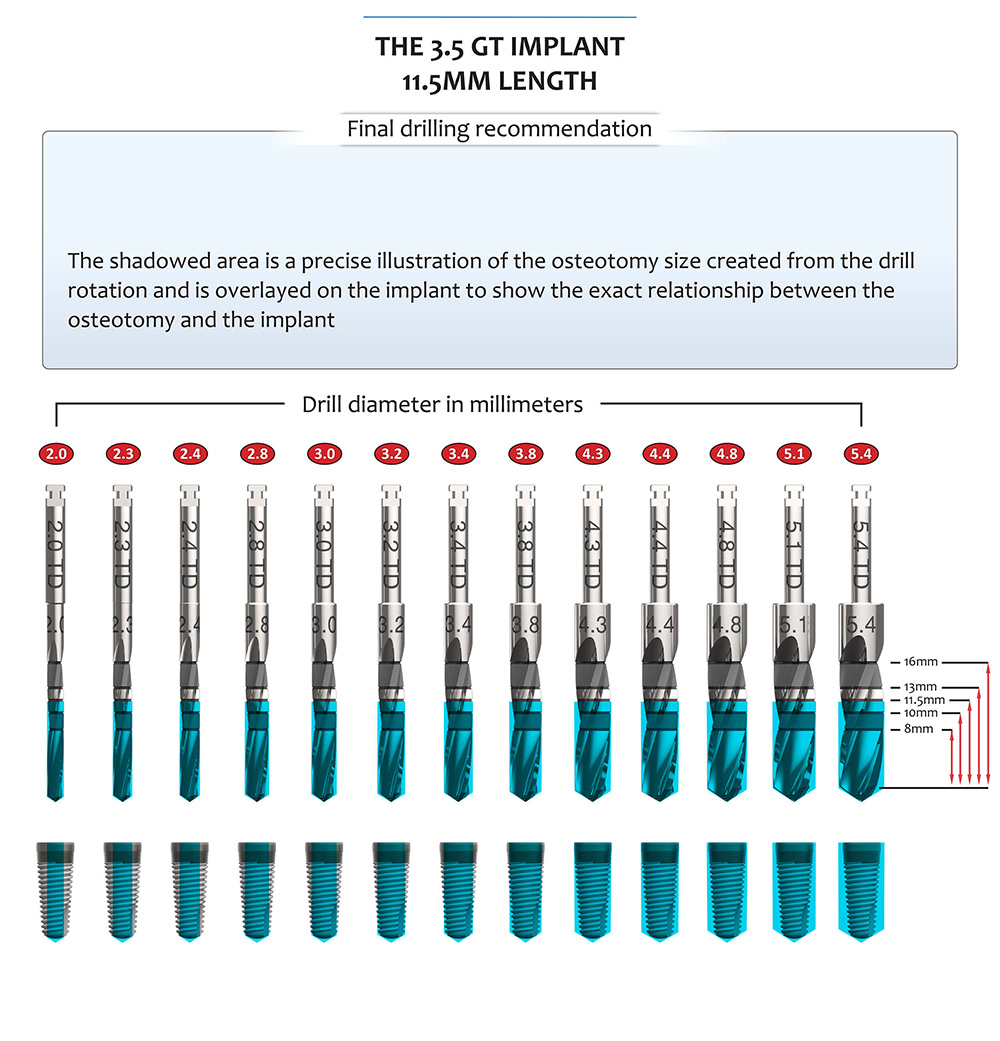 THE 3.5 GT IMPLANT
11.5MM LENGTH
Final drilling recommendation
The shadowed area is a precise illustration of the osteotomy size created from the drill
rotation and is overlayed on the implant to show the exact relationship between the
osteotomy and the implant
Drill diameter in millimeters
2.0 2.3 2.4 2.8 3.0 3.2 3.4 3.8 4.3 4.4 4.8 5.1 5.4
2.0 TD 2.3 TD 2.4 TD 2.8 TD 3.0 TD 3.2 TD 3.4 TD 3.8 TD 4.3 TD 4.4 TD 4.8 TD 5.1 TD 5.4 TD
2.0 2.3 2.4 2.8 3.0 3.2 3.4 3.8 4.3 4.4 4.8 5.1 5.4
16mm
13mm
11.5mm
10mm
8mm